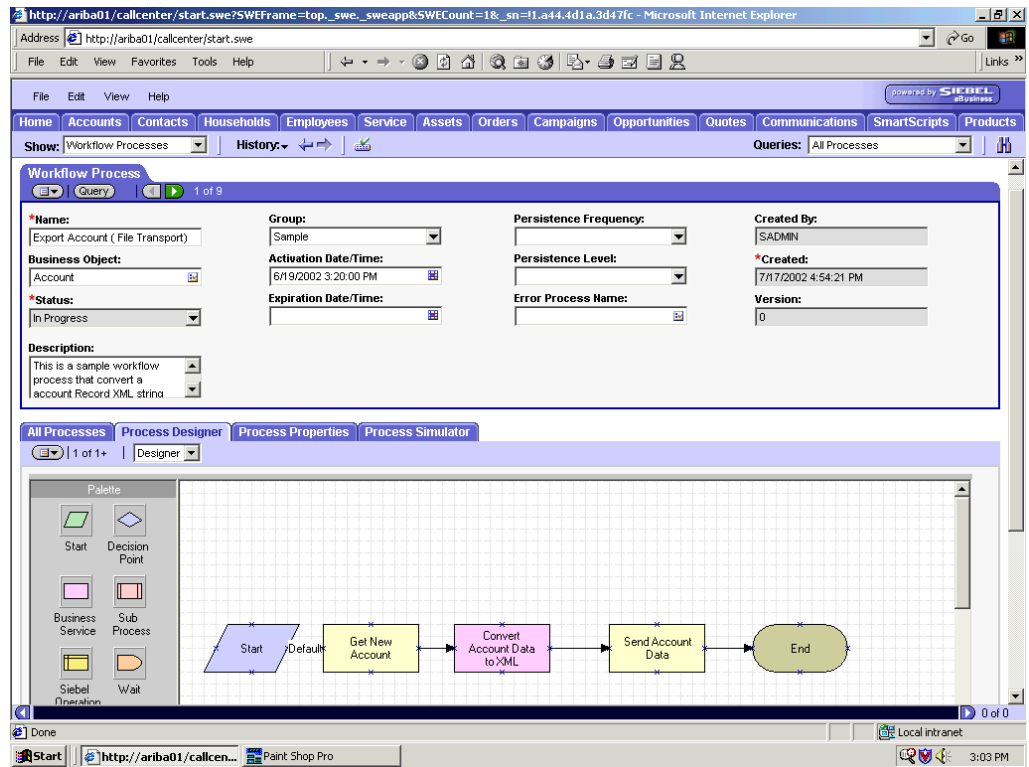 http://ariba01/callcenter/start.swe?SWEFrame=top._swe._sweapp&SWECount=1&_sn=!1.a44.4d1a.3d47fc - Microsoft Internet Explorer
Address http://ariba01/callcenter/start.swe Go
File Edit View Favorites Tools Help Links »
File Edit View Help powered by SIEBEL eBusiness
Home Accounts Contacts Households Employees Service Assets Orders Campaigns Opportunities Quotes Communications SmartScripts Products
Show: Workflow Processes History: Queries: All Processes
Workflow Process
Query 1 of 9
*Name: Group: Persistence Frequency: Created By:
Export Account ( File Transport) Sample SADMIN
Business Object: Activation Date/Time: Persistence Level: *Created:
Account 6/19/2002 3:20:00 PM 7/17/2002 4:54:21 PM
*Status: Expiration Date/Time: Error Process Name: Version:
In Progress 0
Description:
This is a sample workflow
process that convert a
account Record XML string
All Processes Process Designer Process Properties Process Simulator
1 of 1+ Designer
Palette
Start Decision Point
Business Service Sub Process
Siebel Operation Wait
Start Default Get New Account Convert Account Data to XML Send Account Data End
0 of 0
Done Local intranet
Start http://ariba01/callcen... Paint Shop Pro 3:03 PM